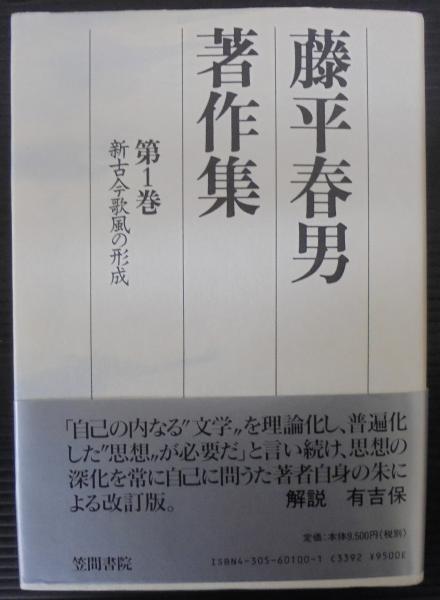 藤平春男
著作集
第1巻
新古今歌風の形成
「自己の内なる"文学"を理論化し、普遍化
した"思想"が必要だ」と言い続け、思想の
深化を常に自己に問うた著者自身の朱に
よる改訂版。
解説 有吉保
定価:本体9,500円(税別)
ISBN4-305-60100-1 C3392 ¥9500E
笠間書院